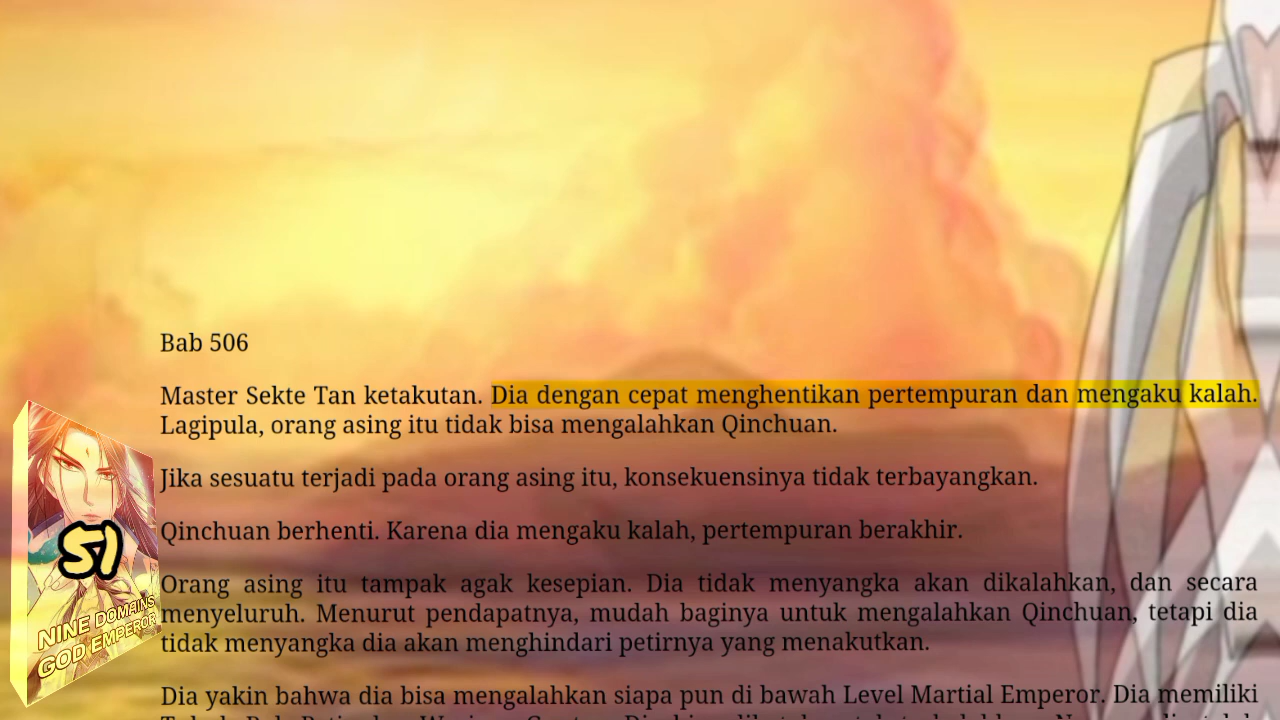 Bab 506
Master Sekte Tan ketakutan. Dia dengan cepat menghentikan pertempuran dan mengaku kalah.
Lagipula, orang asing itu tidak bisa mengalahkan Qinchuan.
Jika sesuatu terjadi pada orang asing itu, konsekuensinya tidak terbayangkan.
Qinchuan berhenti. Karena dia mengaku kalah, pertempuran berakhir.
Orang asing itu tampak agak kesepian. Dia tidak menyangka akan dikalahkan, dan secara
menyeluruh. Menurut pendapatnya, mudah baginya untuk mengalahkan Qinchuan, tetapi dia
tidak menyangka dia akan menghindari petirnya yang menakutkan.
Dia yakin bahwa dia bisa mengalahkan siapa pun di bawah Level Martial Emperor. Dia memiliki
51
NINE DOMAINS
GOD EMPEROR